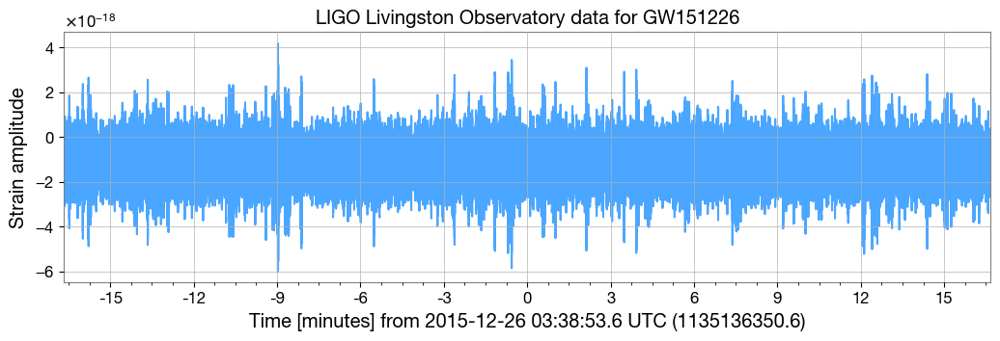 LIGO Livingston Observatory data for GW151226
×10⁻¹⁸
4
2
0
−2
−4
−6
Strain amplitude
-15 -12 -9 -6 -3 0 3 6 9 12 15
Time [minutes] from 2015-12-26 03:38:53.6 UTC (1135136350.6)